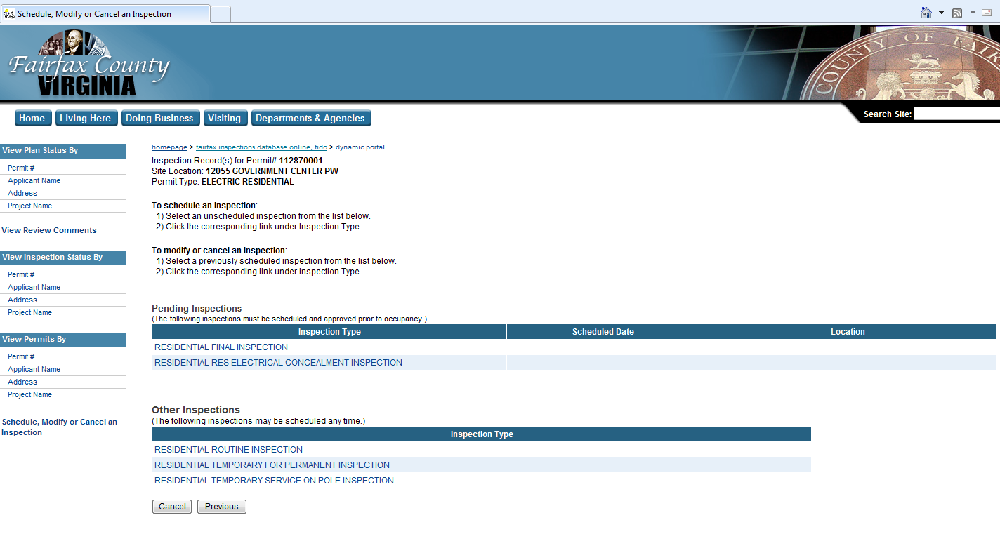 Schedule, Modify or Cancel an Inspection
Fairfax County
VIRGINIA
COUNTY OF FAIR
Home
Living Here
Doing Business
Visiting
Departments & Agencies
Search Site:
View Plan Status By
Permit #
Applicant Name
Address
Project Name
View Review Comments
View Inspection Status By
Permit #
Applicant Name
Address
Project Name
View Permits By
Permit #
Applicant Name
Address
Project Name
Schedule, Modify or Cancel an
Inspection
homepage > fairfax inspections database online, fido > dynamic portal
Inspection Record(s) for Permit# 112870001
Site Location: 12055 GOVERNMENT CENTER PW
Permit Type: ELECTRIC RESIDENTIAL
To schedule an inspection:
1) Select an unscheduled inspection from the list below.
2) Click the corresponding link under Inspection Type.
To modify or cancel an inspection:
1) Select a previously scheduled inspection from the list below.
2) Click the corresponding link under Inspection Type.
Pending Inspections
(The following inspections must be scheduled and approved prior to occupancy.)
Inspection Type Scheduled Date Location
RESIDENTIAL FINAL INSPECTION
RESIDENTIAL RES ELECTRICAL CONCEALMENT INSPECTION
Other Inspections
(The following inspections may be scheduled any time.)
Inspection Type
RESIDENTIAL ROUTINE INSPECTION
RESIDENTIAL TEMPORARY FOR PERMANENT INSPECTION
RESIDENTIAL TEMPORARY SERVICE ON POLE INSPECTION
Cancel
Previous